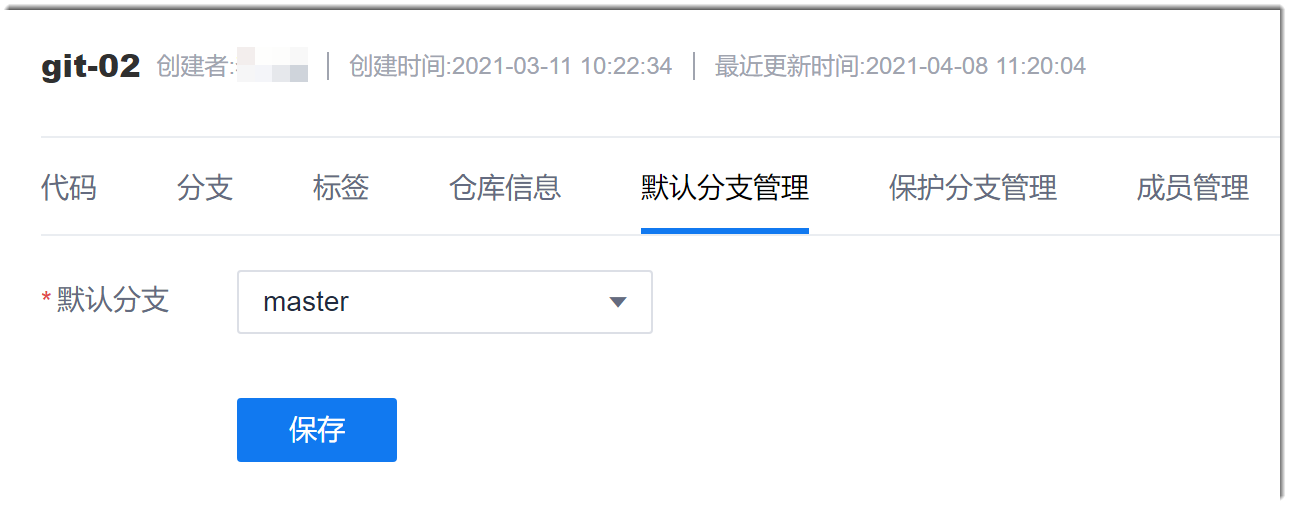 git-02 创建者: 创建时间:2021-03-11 10:22:34 最近更新时间:2021-04-08 11:20:04
代码 分支 标签 仓库信息 默认分支管理 保护分支管理 成员管理
* 默认分支 master
保存